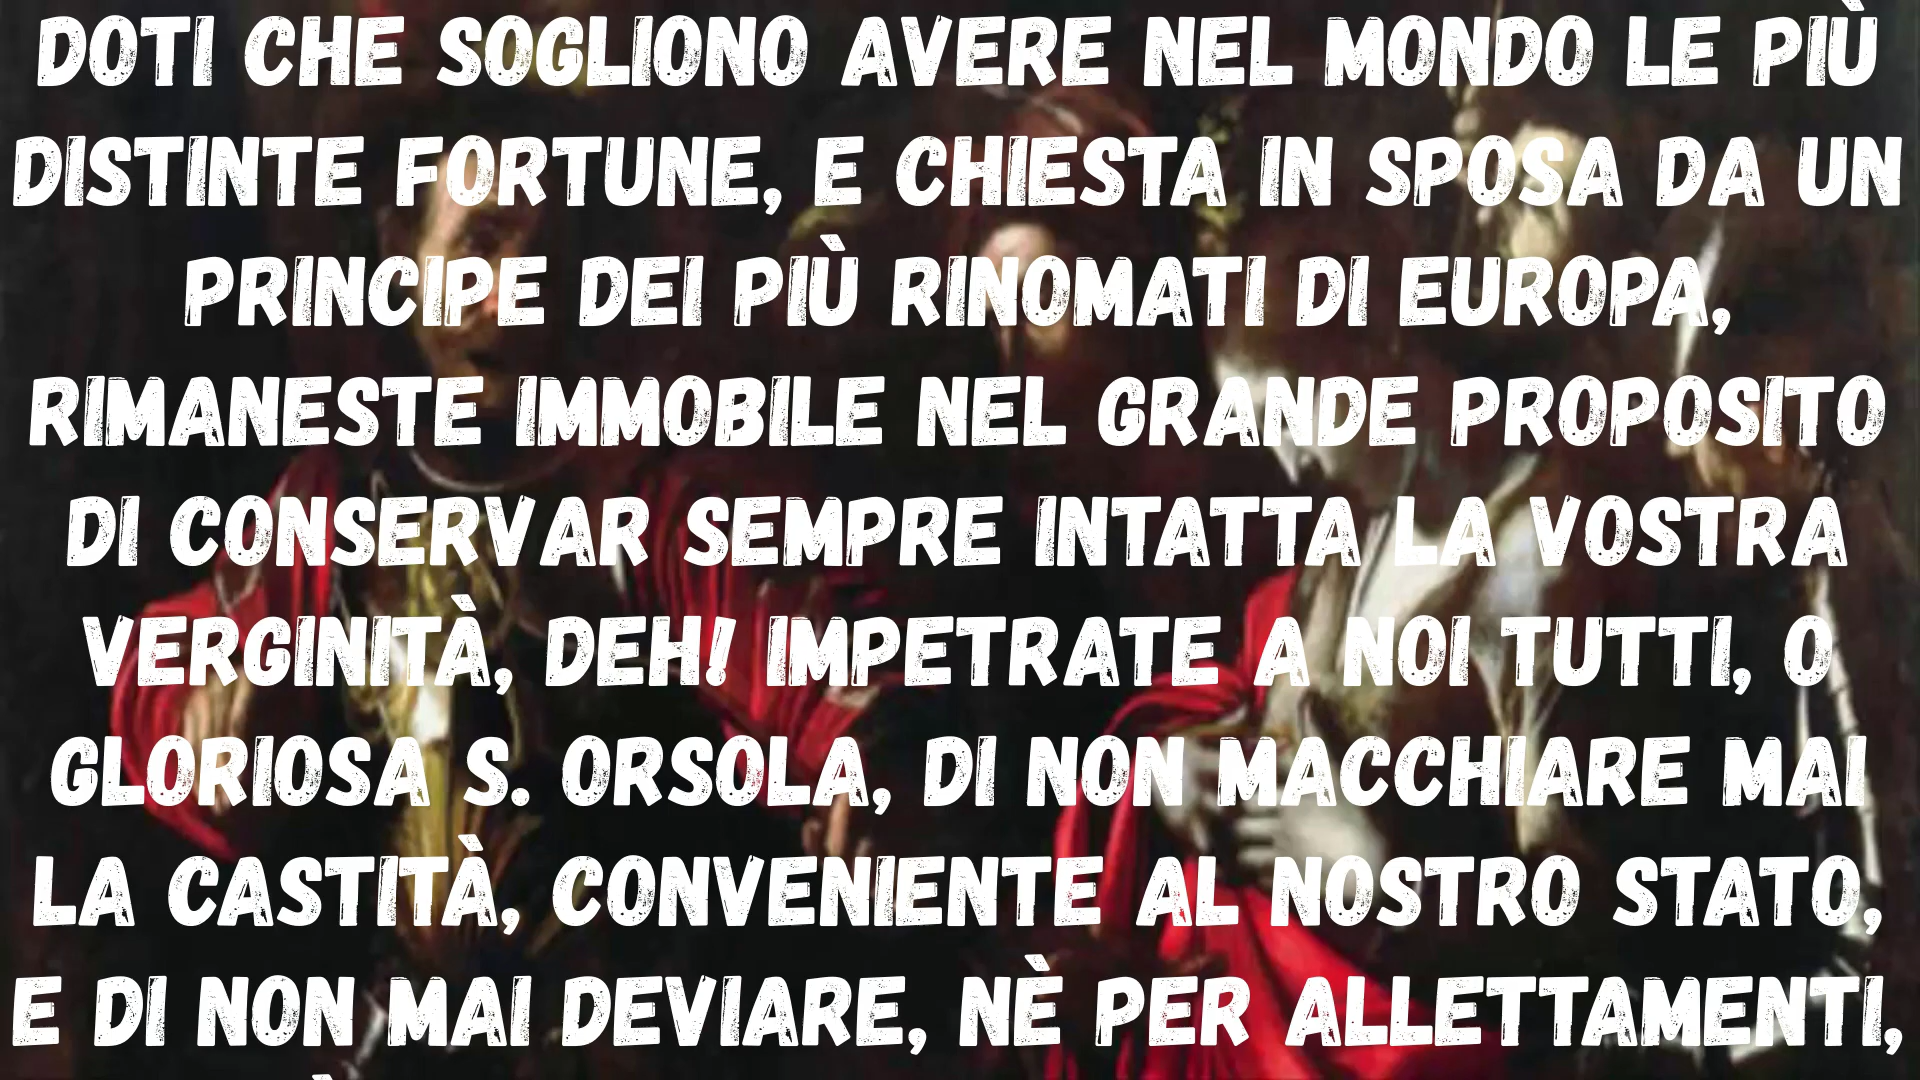 DOTI CHE SOGLIONO AVERE NEL MONDO LE PIÙ
DISTINTE FORTUNE, E CHIESTA IN SPOSA DA UN
PRINCIPE DEI PIÙ RINOMATI DI EUROPA,
RIMANESTE IMMOBILE NEL GRANDE PROPOSITO
DI CONSERVAR SEMPRE INTATTA LA VOSTRA
VERGINITÀ, DEH! IMPETRATE A NOI TUTTI, O
GLORIOSA S. ORSOLA, DI NON MACCHIARE MAI
LA CASTITÀ, CONVENIENTE AL NOSTRO STATO,
E DI NON MAI DEVIARE, NÈ PER ALLETTAMENTI,